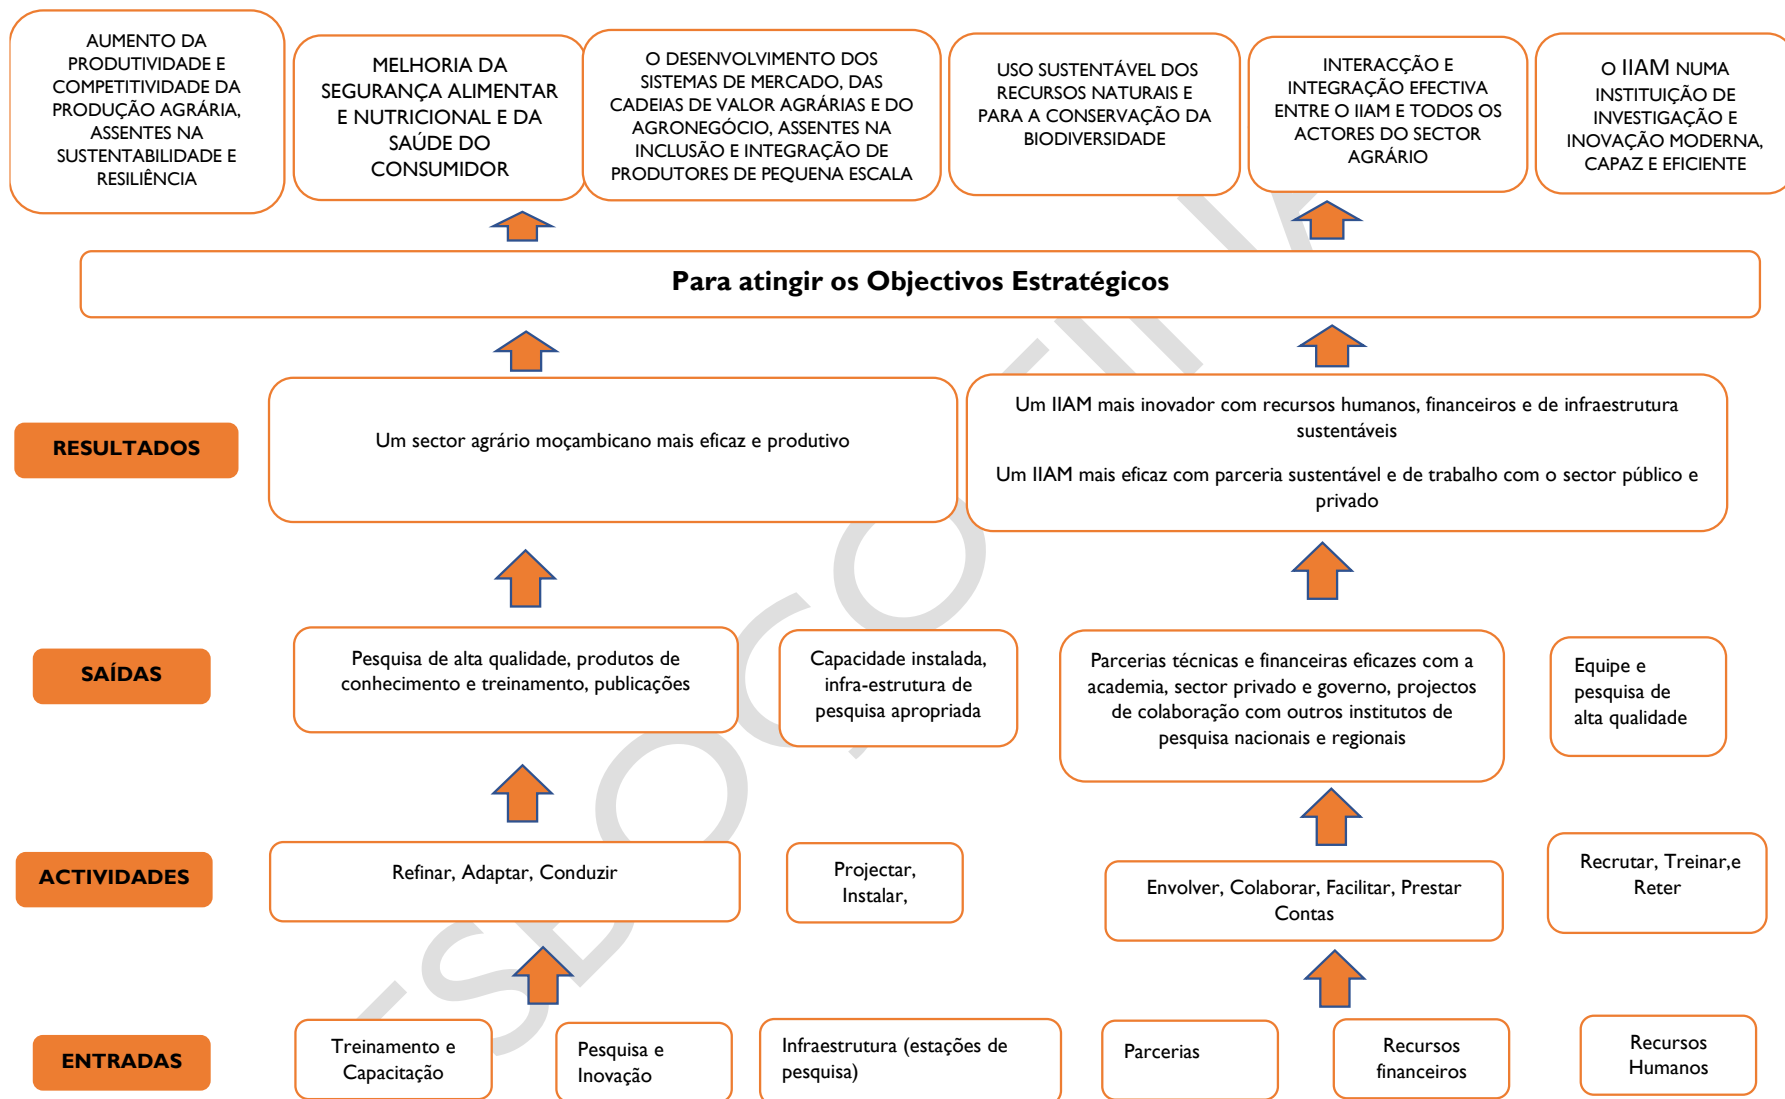 AUMENTO DA
PRODUTIVIDADE E
COMPETITIVIDADE DA
PRODUÇÃO AGRÁRIA,
ASSENTES NA
SUSTENTABILIDADE E
RESILIÊNCIA
MELHORIA DA
SEGURANÇA ALIMENTAR
E NUTRICIONAL E DA
SAÚDE DO
CONSUMIDOR
O DESENVOLVIMENTO DOS
SISTEMAS DE MERCADO, DAS
CADEIAS DE VALOR AGRÁRIAS E DO
AGRONEGÓCIO, ASSENTES NA
INCLUSÃO E INTEGRAÇÃO DE
PRODUTORES DE PEQUENA ESCALA
USO SUSTENTÁVEL DOS
RECURSOS NATURAIS E
PARA A CONSERVAÇÃO DA
BIODIVERSIDADE
INTERACÇÃO E
INTEGRAÇÃO EFECTIVA
ENTRE O IIAM E TODOS OS
ACTORES DO SECTOR
AGRÁRIO
O IIAM NUMA
INSTITUIÇÃO DE
INVESTIGAÇÃO E
INOVAÇÃO MODERNA,
CAPAZ E EFICIENTE
Para atingir os Objectivos Estratégicos
RESULTADOS
Um sector agrário moçambicano mais eficaz e produtivo
Um IIAM mais inovador com recursos humanos, financeiros e de infraestrutura
sustentáveis
Um IIAM mais eficaz com parceria sustentável e de trabalho com o sector público e
privado
SAÍDAS
Pesquisa de alta qualidade, produtos de
conhecimento e treinamento, publicações
Capacidade instalada,
infra-estrutura de
pesquisa apropriada
Parcerias técnicas e financeiras eficazes com a
academia, sector privado e governo, projectos
de colaboração com outros institutos de
pesquisa nacionais e regionais
Equipe e
pesquisa de
alta qualidade
ACTIVIDADES
Refinar, Adaptar, Conduzir
Projectar,
Instalar,
Envolver, Colaborar, Facilitar, Prestar
Contas
Recrutar, Treinar,e
Reter
ENTRADAS
Treinamento e
Capacitação
Pesquisa e
Inovação
Infraestrutura (estações de
pesquisa)
Parcerias
Recursos
financeiros
Recursos
Humanos